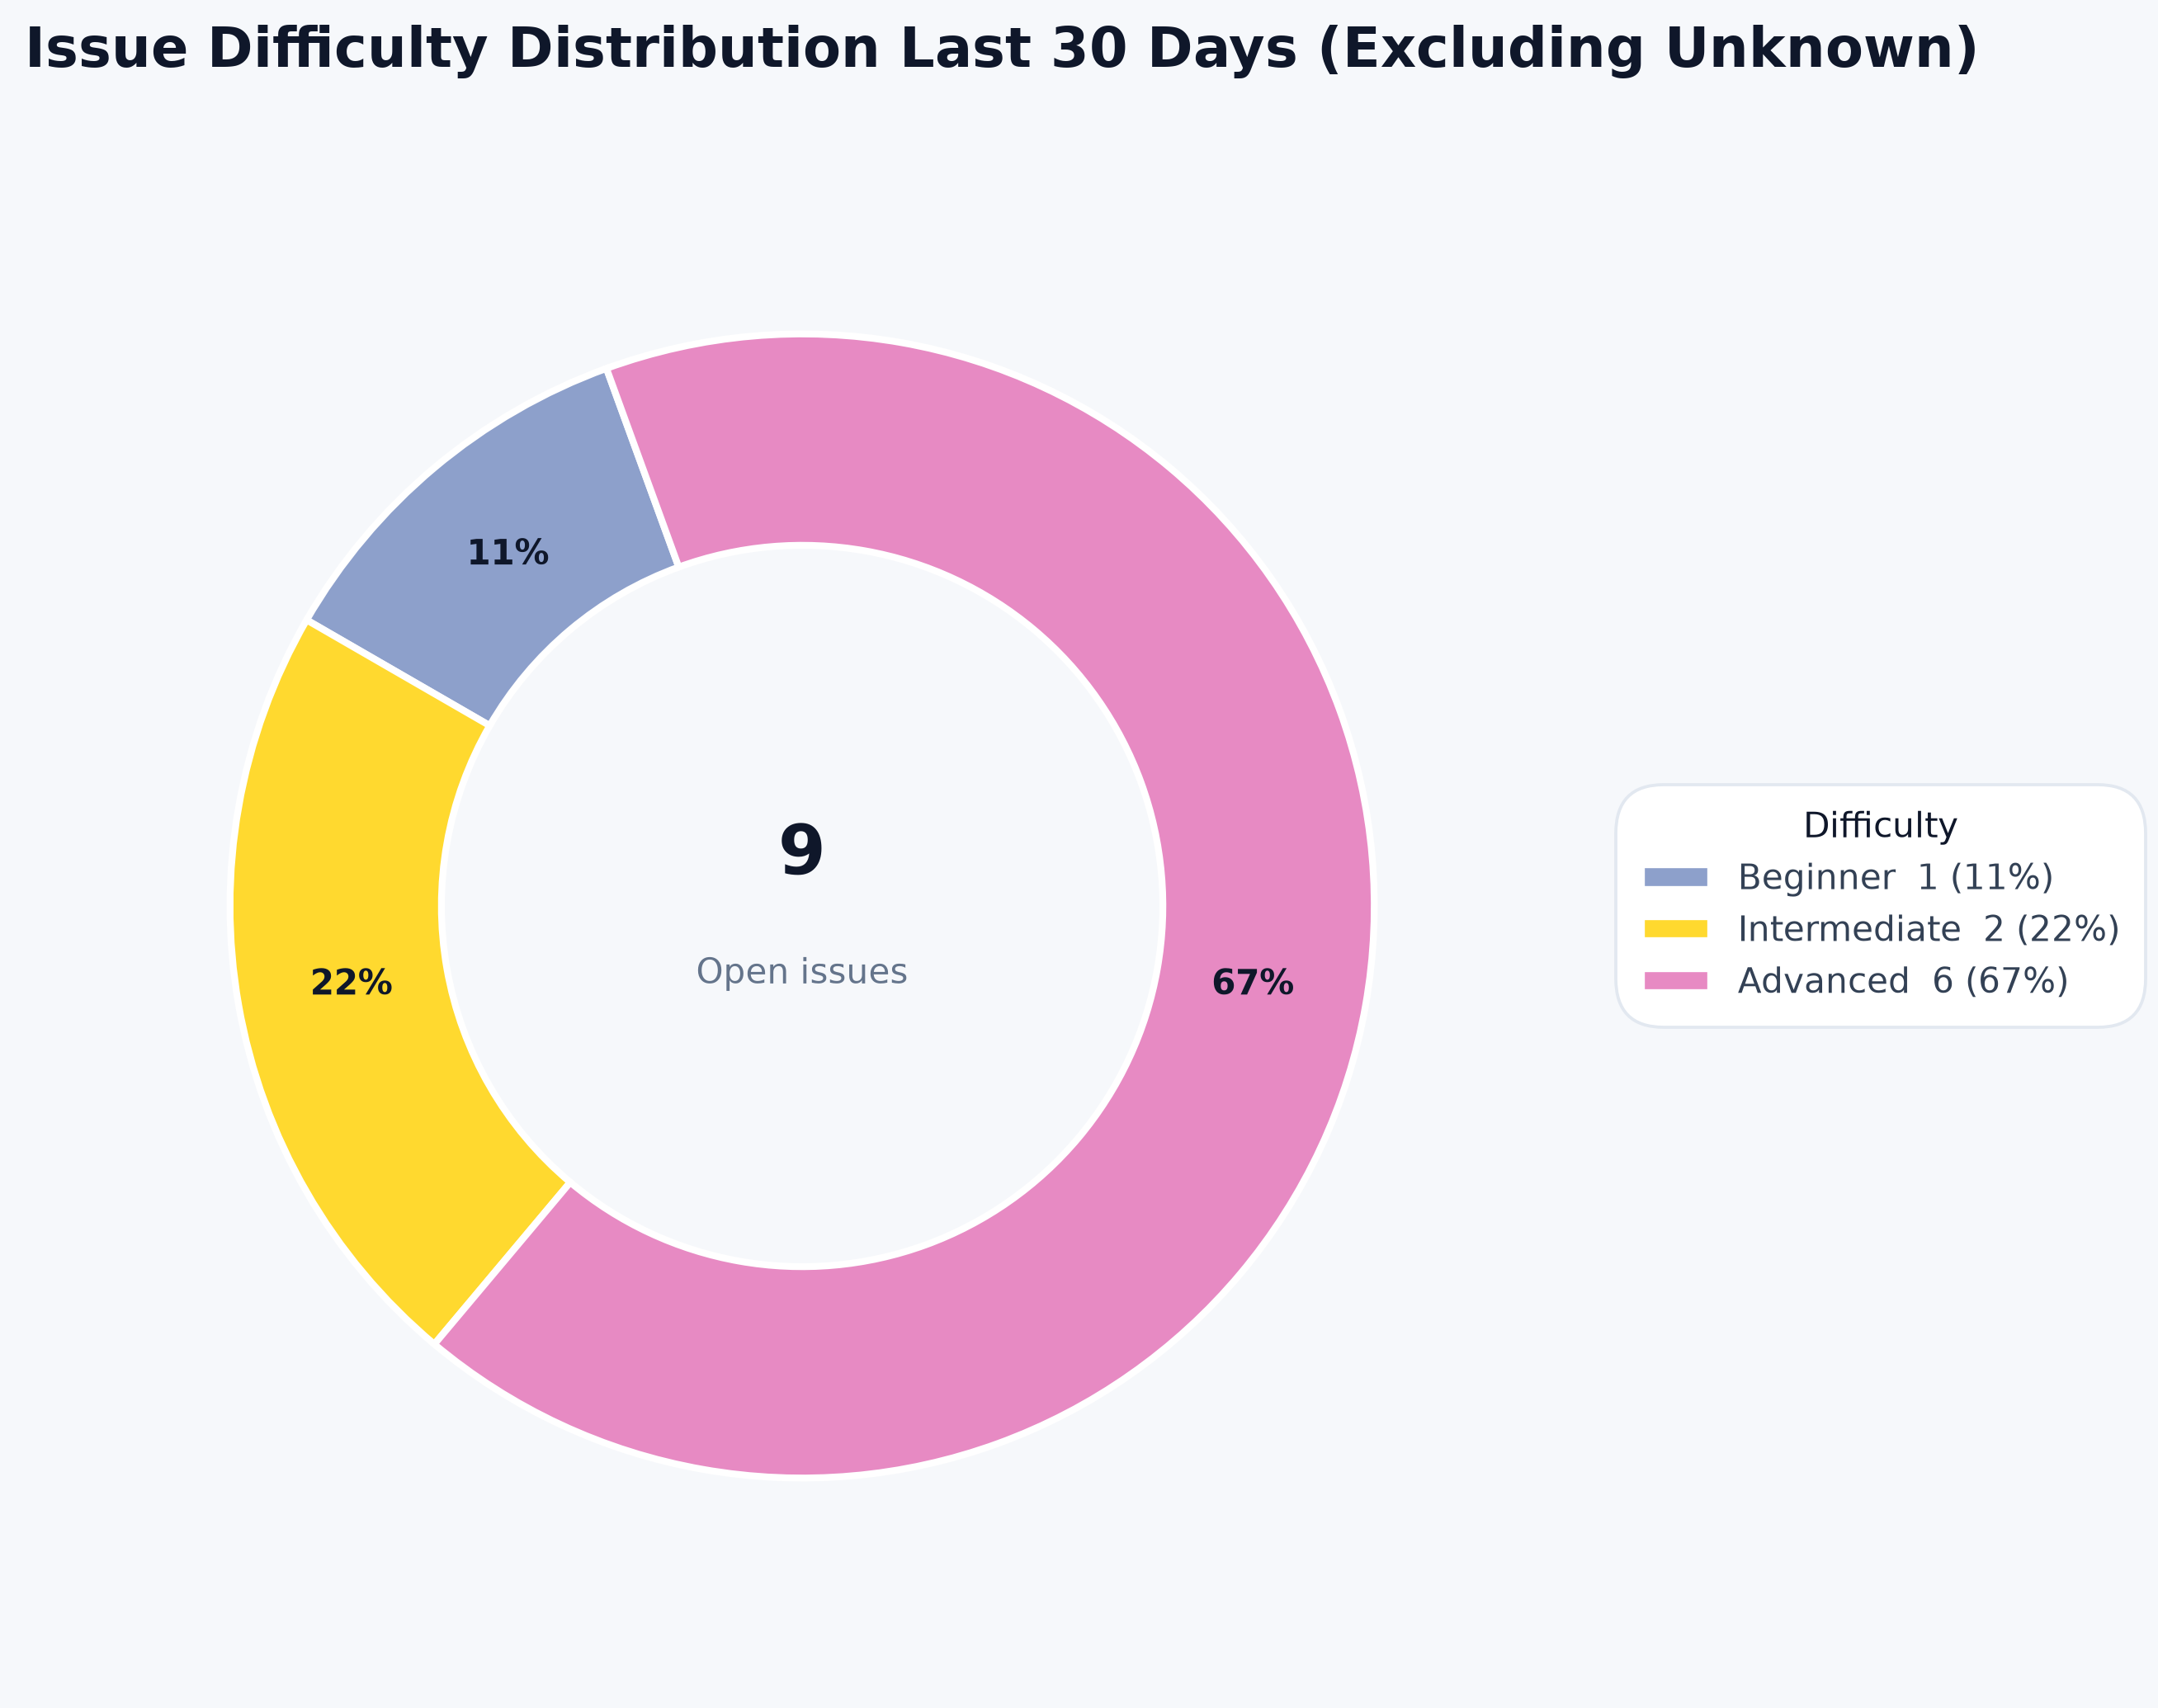 Issue Difficulty Distribution Last 30 Days (Excluding Unknown)
11%
22%
67%
9
Open issues
Difficulty
Beginner 1 (11%)
Intermediate 2 (22%)
Advanced 6 (67%)